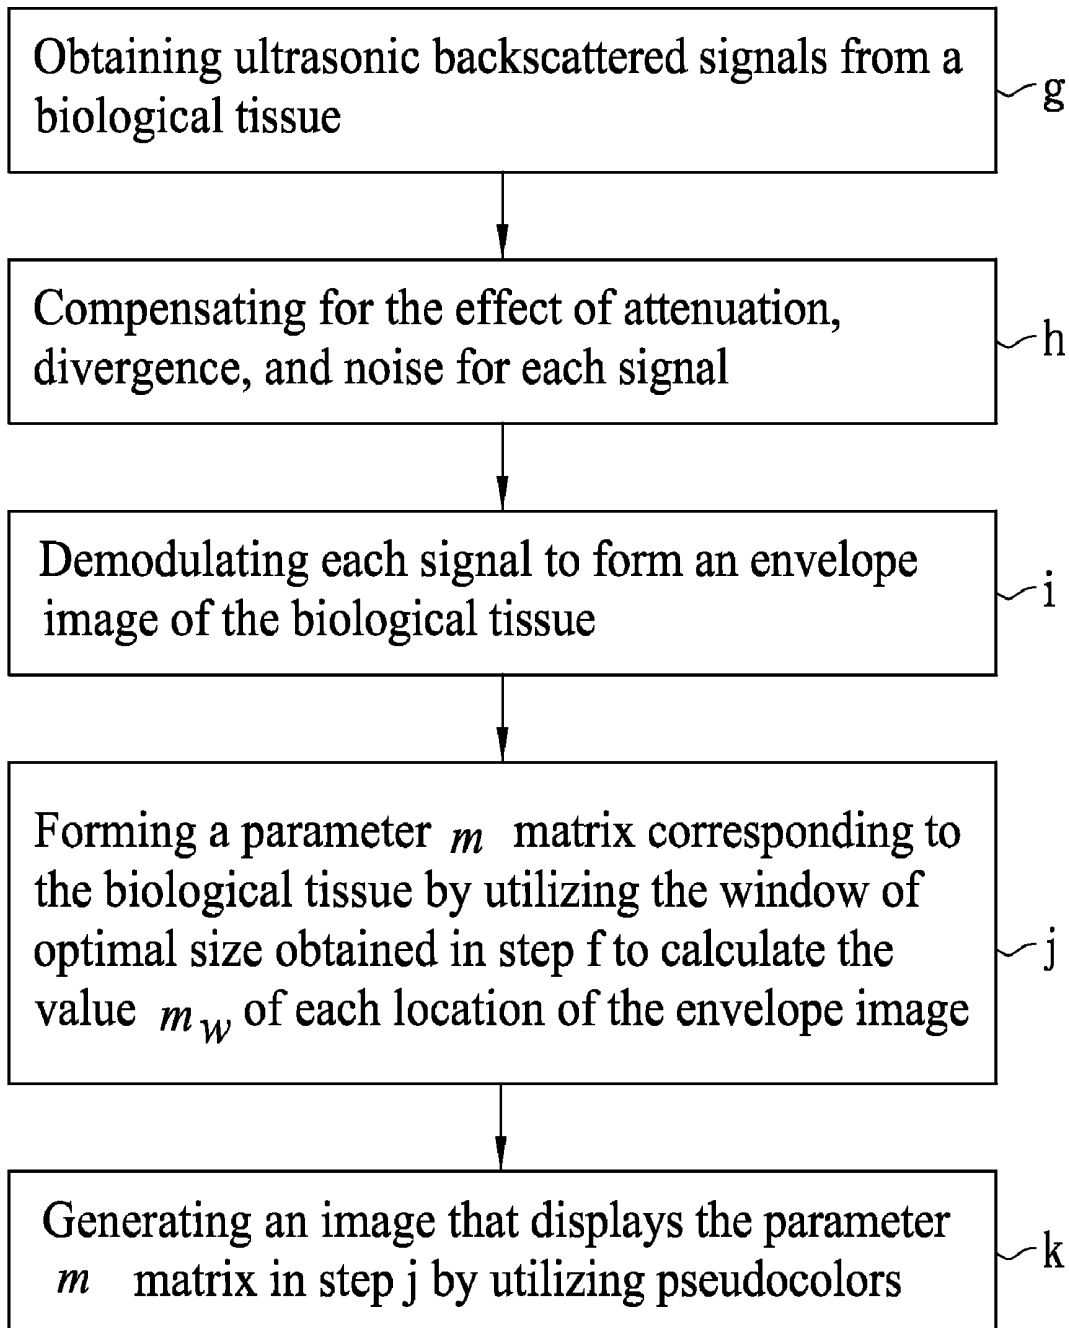 Obtaining ultrasonic backscattered signals from a
biological tissue
g
Compensating for the effect of attenuation,
divergence, and noise for each signal
h
Demodulating each signal to form an envelope
image of the biological tissue
i
Forming a parameter m matrix corresponding to
the biological tissue by utilizing the window of
optimal size obtained in step f to calculate the
value m_W of each location of the envelope image
j
Generating an image that displays the parameter
m matrix in step j by utilizing pseudocolors
k